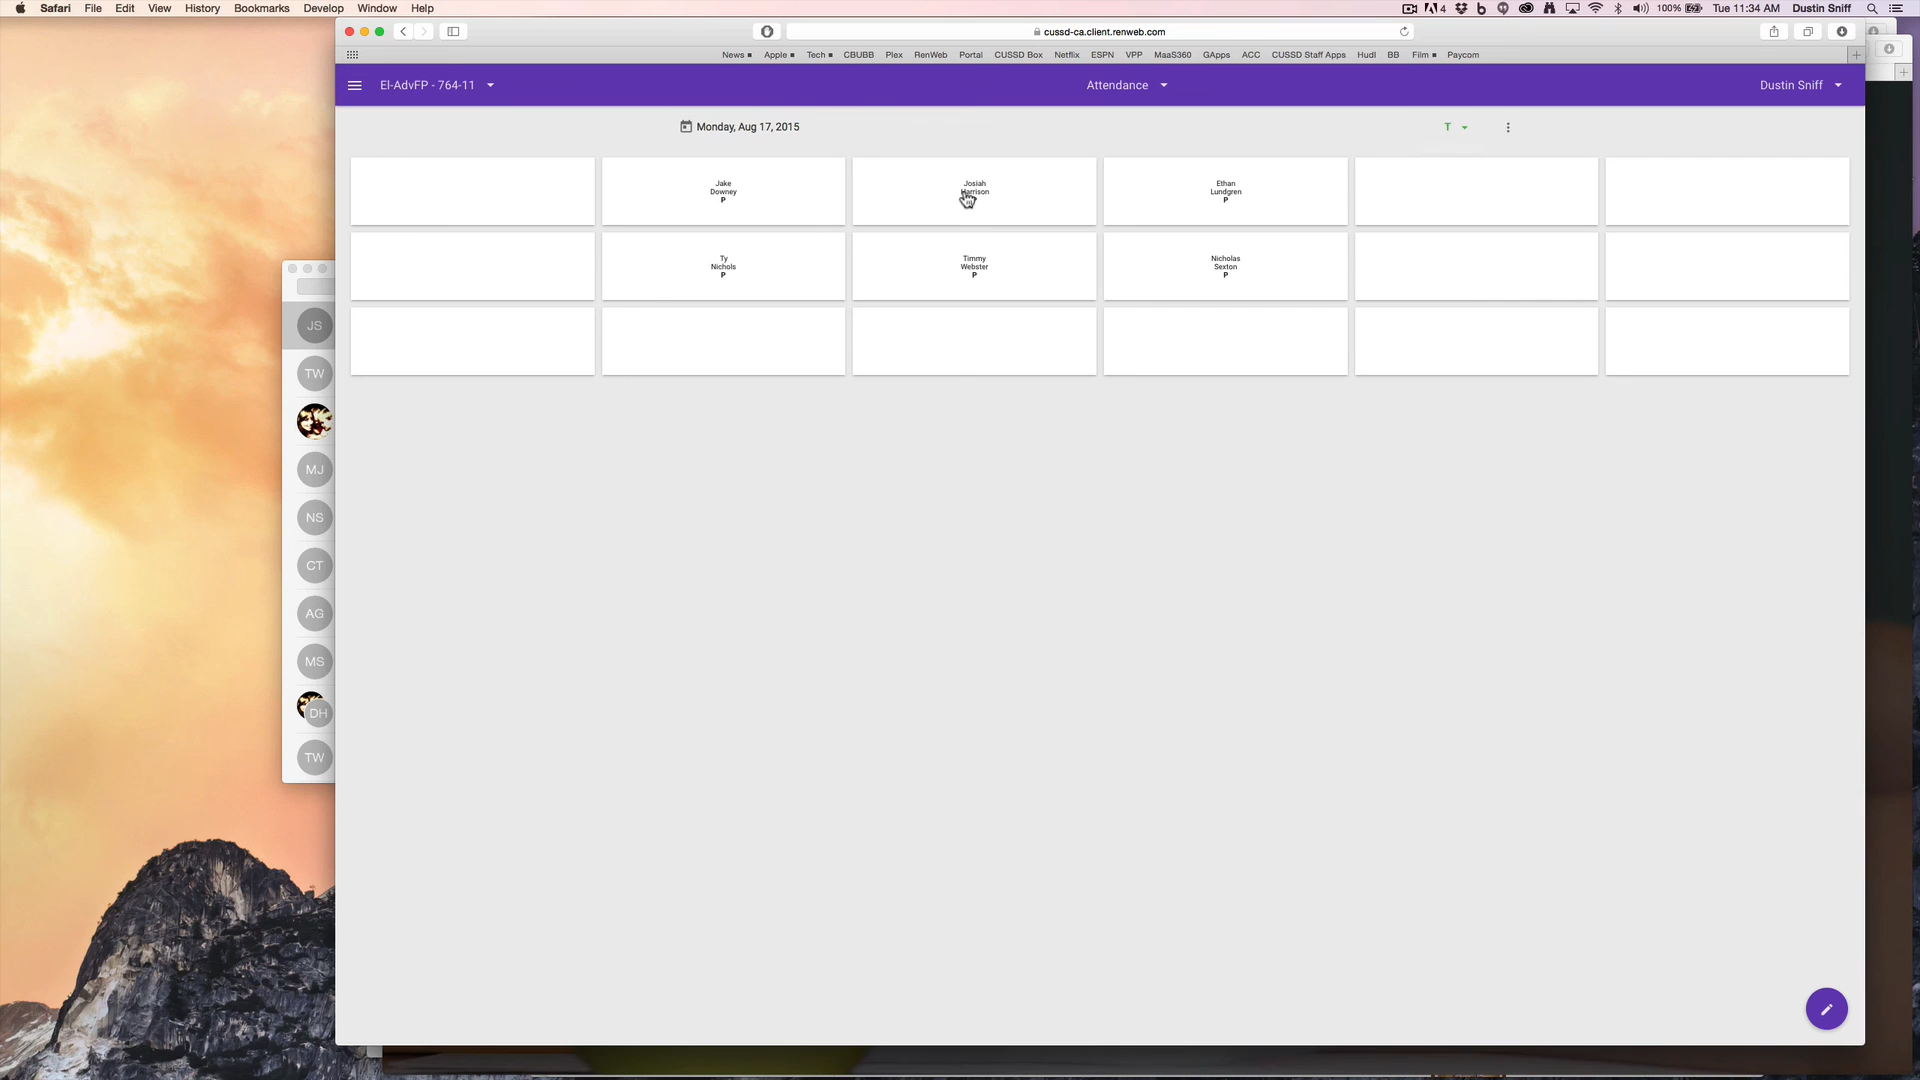 Safari File Edit View History Bookmarks Develop Window Help
4 100% Tue 11:34 AM Dustin Sniff
cussd-ca.client.renweb.com
News Apple Tech CBUBB Plex RenWeb Portal CUSSD Box Netflix ESPN VPP MaaS360 GApps ACC CUSSD Staff Apps Hudl BB Film Paycom
El-AdvFP - 764-11
Attendance
Dustin Sniff
Monday, Aug 17, 2015
T
Jake
Downey
P
Josiah
Harrison
Ethan
Lundgren
P
Ty
Nichols
P
Timmy
Webster
P
Nicholas
Sexton
P
JS
TW
MJ
NS
CT
AG
MS
DH
TW